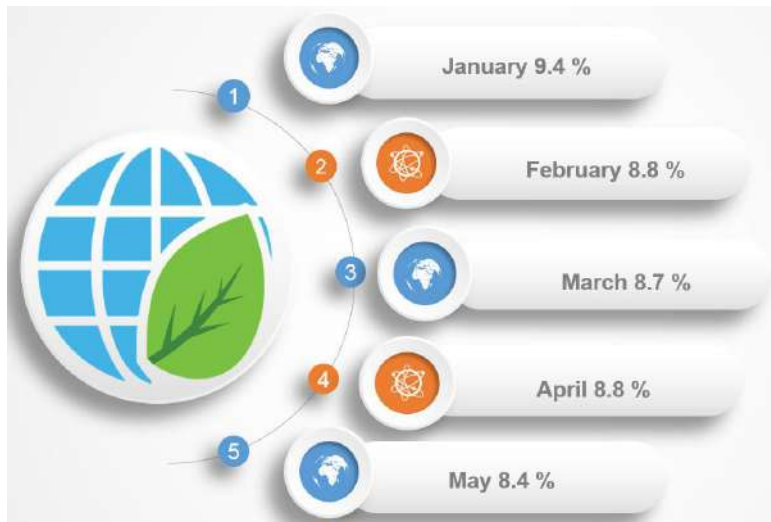 January 9.4 %
1
February 8.8 %
2
March 8.7 %
3
April 8.8 %
4
May 8.4 %
5